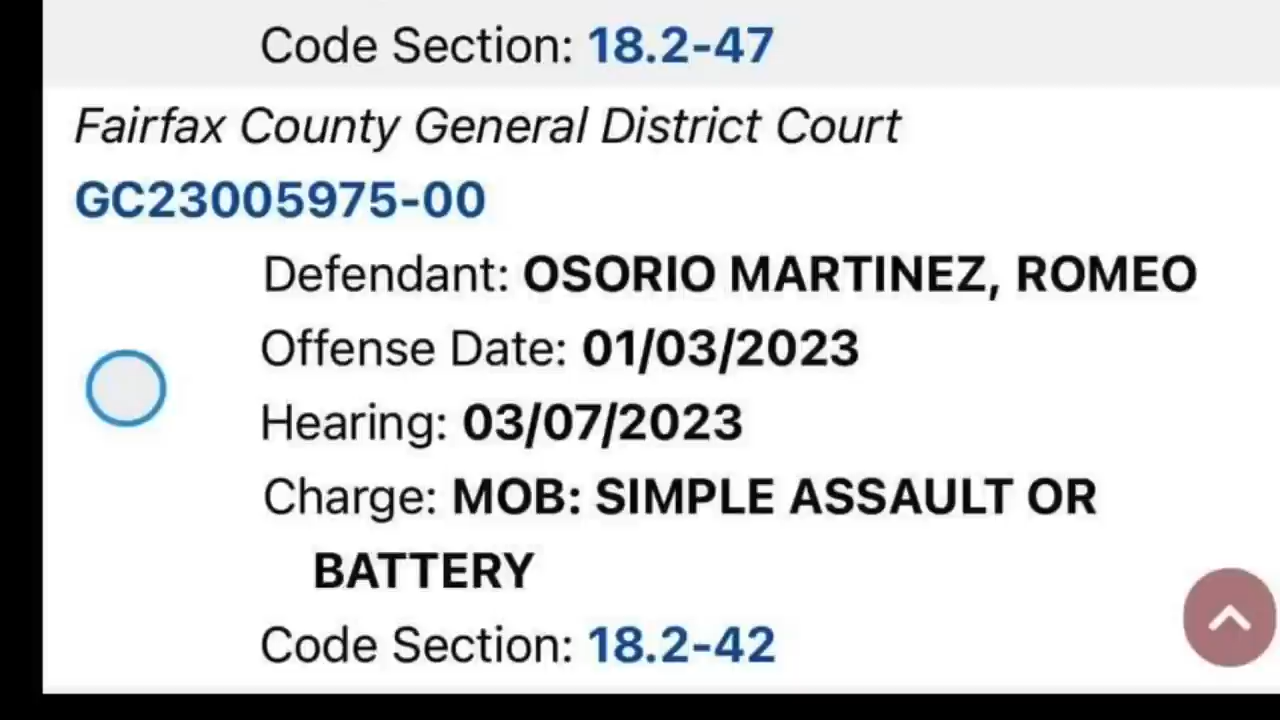 Code Section: 18.2-47
Fairfax County General District Court
GC23005975-00
Defendant: OSORIO MARTINEZ, ROMEO
Offense Date: 01/03/2023
Hearing: 03/07/2023
Charge: MOB: SIMPLE ASSAULT OR
BATTERY
Code Section: 18.2-42